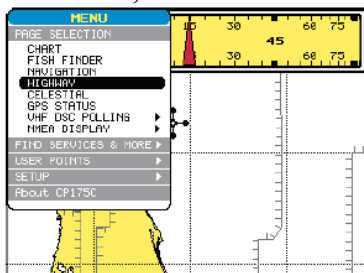 MENU
PAGE SELECTION
CHART
FISH FINDER
NAVIGATION
HIGHWAY
CELESTIAL
GPS STATUS
VHF DSC POLLING
NMEA DISPLAY
FIND SERVICES & MORE
USER POINTS
SETUP
About CP175C
15 30 60 75
45
30 60 75